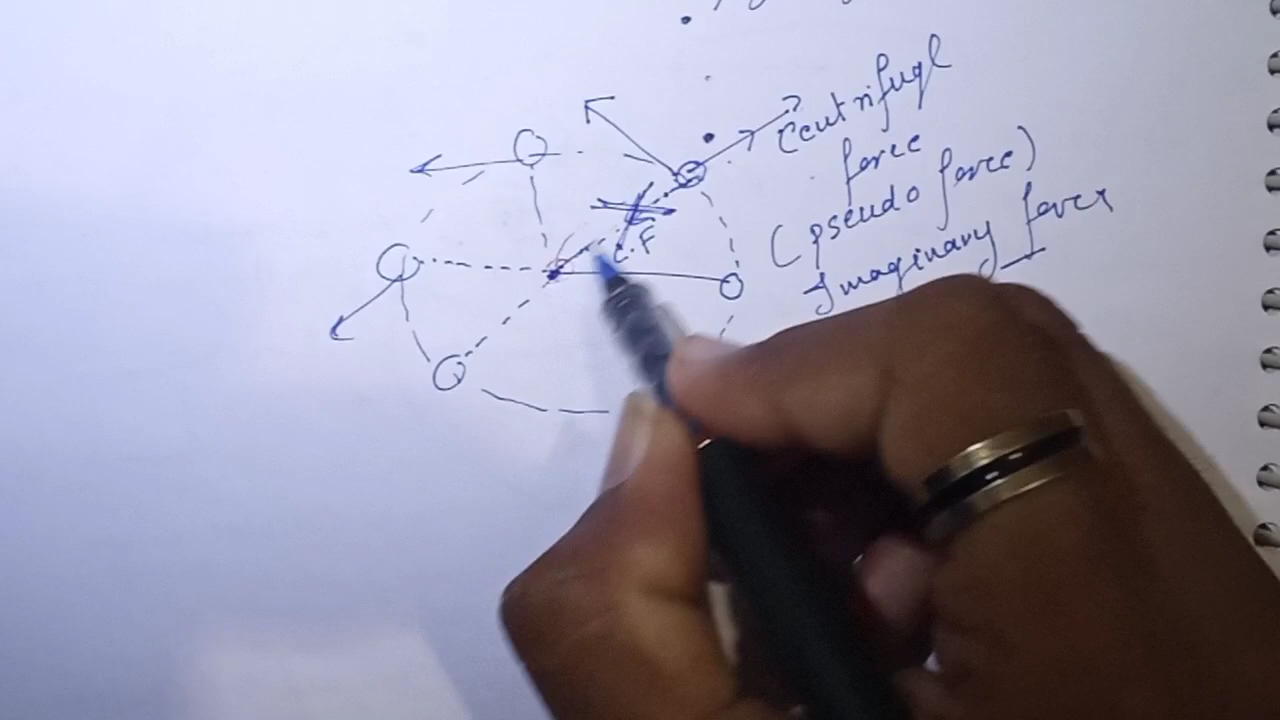 Centrifugl
force
(pseudo force)
Imaginary force
C.F